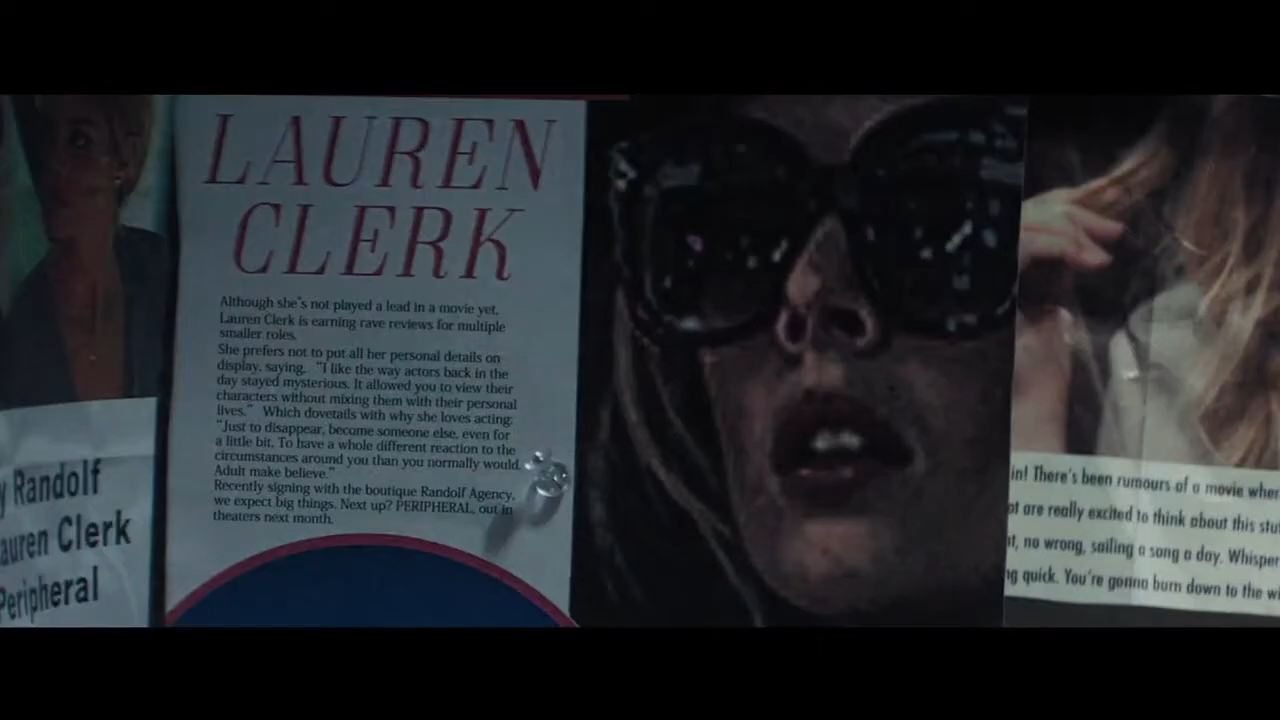 LAUREN
CLERK
Although she's not played a lead in a movie yet,
Lauren Clerk is earning rave reviews for multiple
smaller roles.
She prefers not to put all her personal details on
display, saying, "I like the way actors back in the
day stayed mysterious. It allowed you to view their
characters without mixing them with their personal
lives." Which dovetails with why she loves acting:
"Just to disappear, become someone else, even for
a little bit. To have a whole different reaction to the
circumstances around you than you normally would.
Adult make believe."
Recently signing with the boutique Randolf Agency,
we expect big things. Next up? PERIPHERAL, out in
theaters next month.
y Randolf
auren Clerk
Peripheral
in! There's been rumours of a movie wher
ot are really excited to think about this stu
t, no wrong, sailing a song a day. Whisper
ng quick. You're gonna burn down to the wi